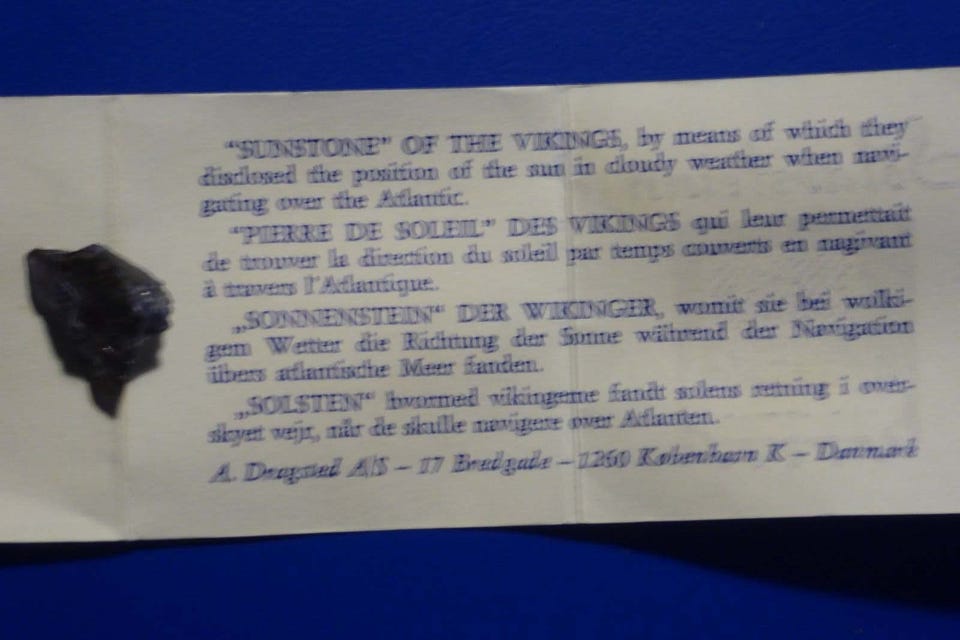 "SUNSTONE" OF THE VIKINGS, by means of which they
disclosed the position of the sun in cloudy weather when navi-
gating over the Atlantic.
"PIERRE DE SOLEIL" DES VIKINGS qui leur permettait
de trouver la direction du soleil par temps couverts en nagivant
à travers l'Atlantique.
„SONNENSTEIN“ DER WIKINGER, womit sie bei wolki-
gem Wetter die Richtung der Sonne während der Navigation
übers atlantische Meer fanden.
„SOLSTEN“ hvormed vikingerne fandt solens retning i over-
skyet vejr, når de skulle navigere over Atlanten.
A. Dragsted A/S – 17 Bredgade – 1260 København K – Danmark